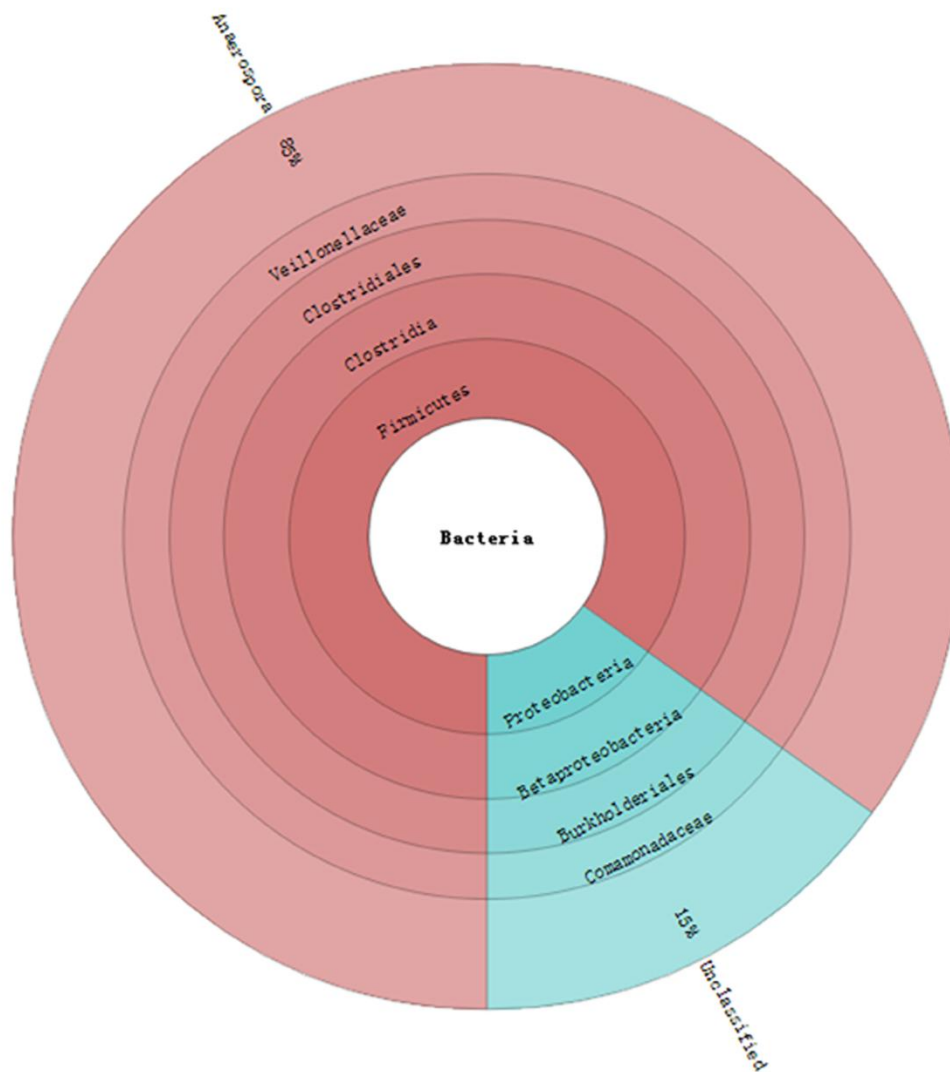 Anaerospora
85%
Veillonellaceae
Clostridiales
Clostridia
Firmicutes
Bacteria
Proteobacteria
Betaproteobacteria
Burkholderiales
Comamonadaceae
15%
Unclassified